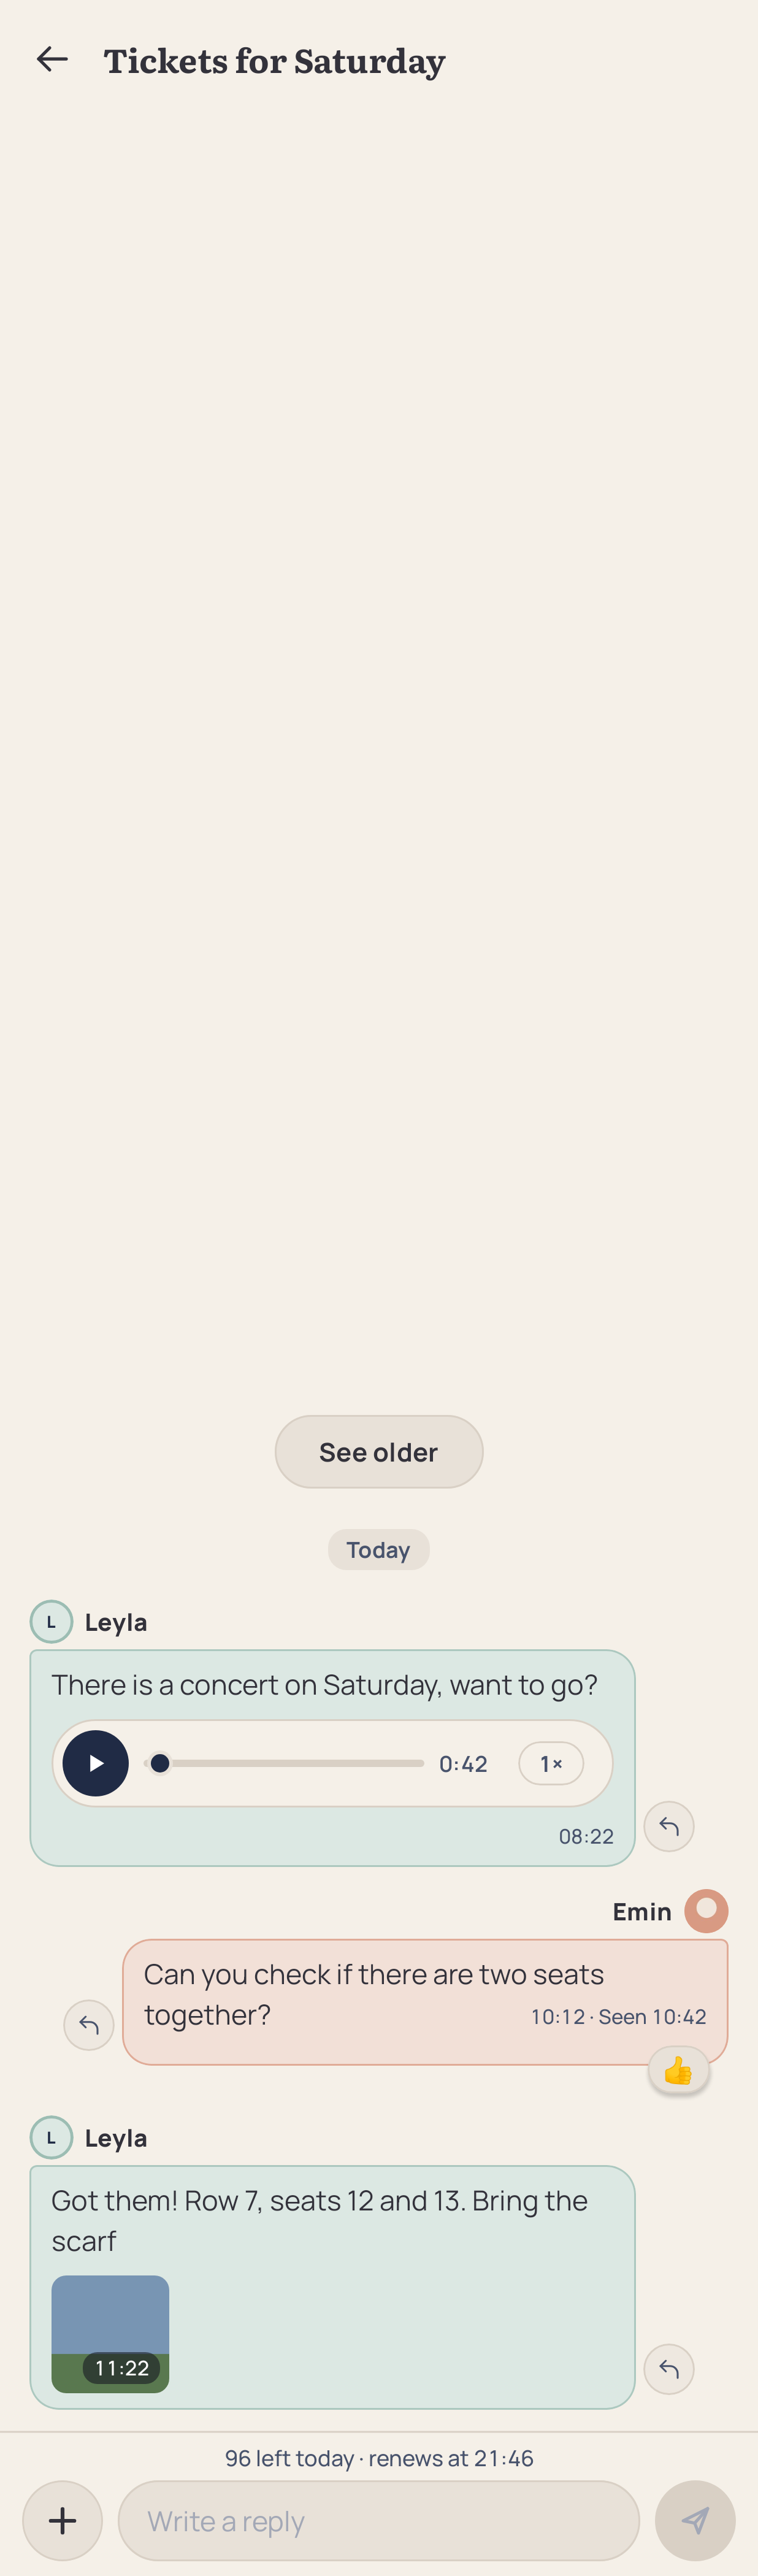 Tickets for Saturday
See older
Today
L Leyla
There is a concert on Saturday, want to go?
0:42 1×
08:22
Emin
Can you check if there are two seats
together? 10:12 · Seen 10:42
👍
L Leyla
Got them! Row 7, seats 12 and 13. Bring the
scarf
11:22
96 left today · renews at 21:46
Write a reply